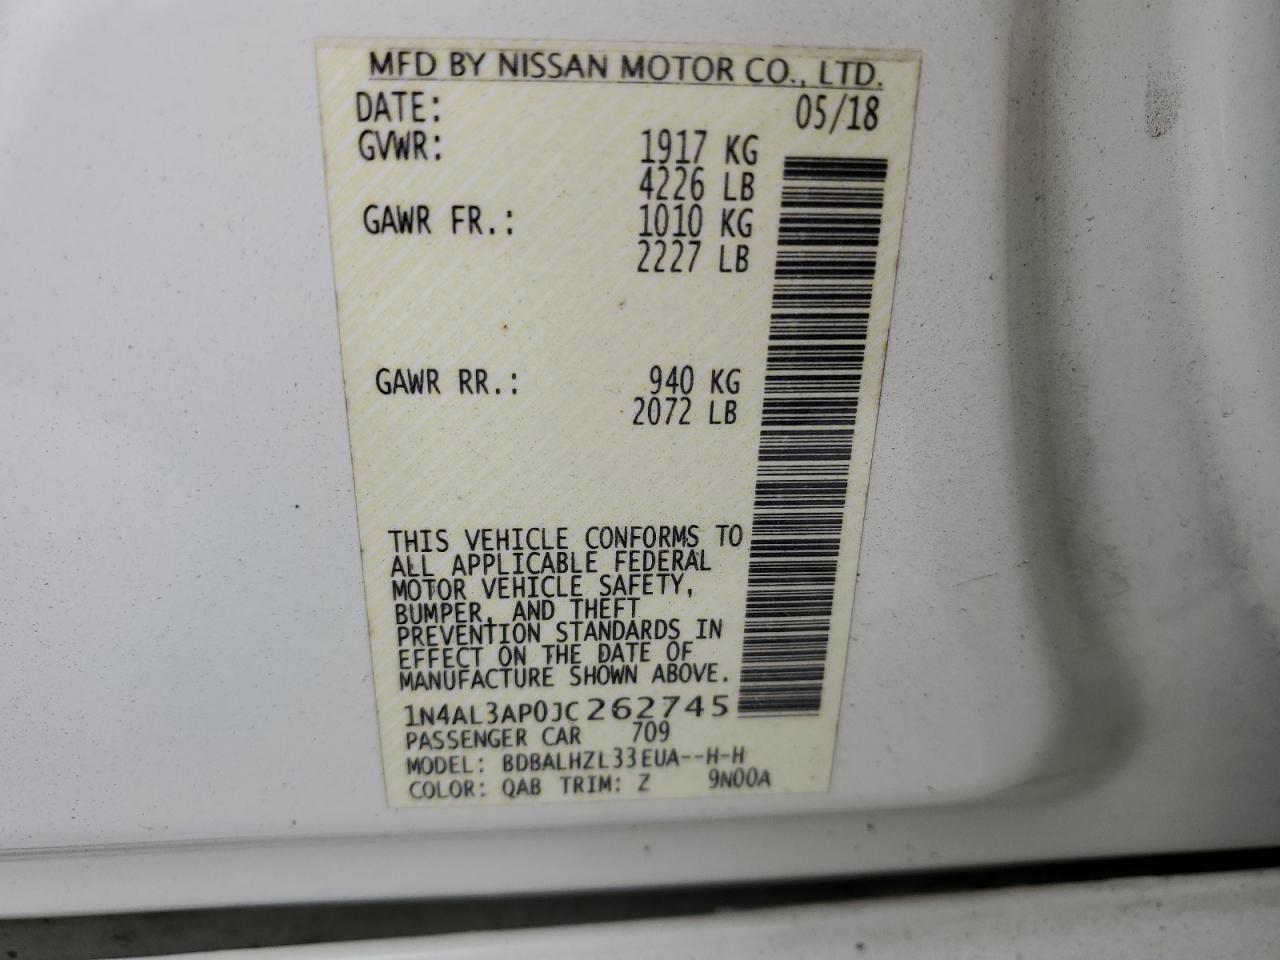 MFD BY NISSAN MOTOR CO., LTD.
DATE: 05/18
GVWR: 1917 KG
4226 LB
GAWR FR.: 1010 KG
2227 LB
GAWR RR.: 940 KG
2072 LB
THIS VEHICLE CONFORMS TO
ALL APPLICABLE FEDERAL
MOTOR VEHICLE SAFETY,
BUMPER, AND THEFT
PREVENTION STANDARDS IN
EFFECT ON THE DATE OF
MANUFACTURE SHOWN ABOVE.
1N4AL3AP0JC262745
PASSENGER CAR 709
MODEL: BDBALHZL33EUA--H-H
COLOR: QAB TRIM: Z 9N00A